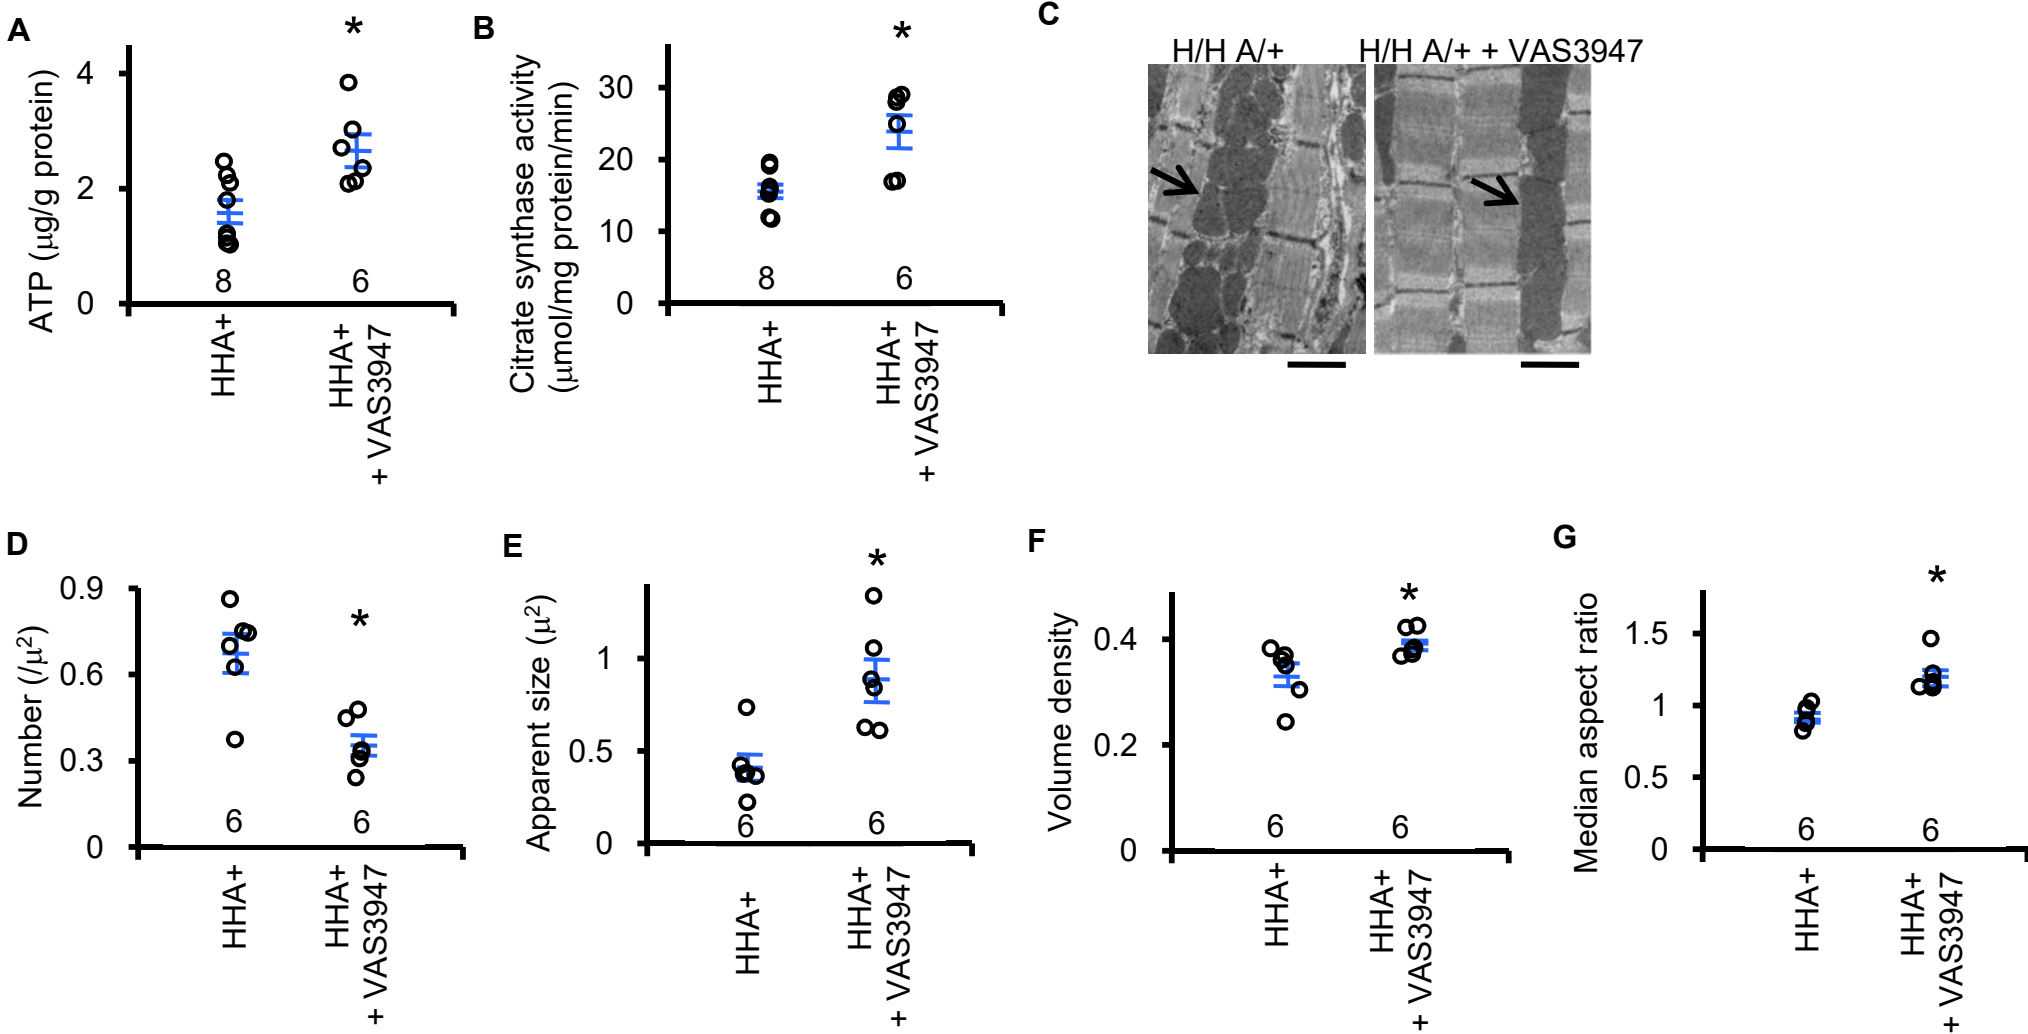 A
*
ATP (μg/g protein)
4
2
0
8
6
HHA+
HHA+
+ VAS3947
B
*
Citrate synthase activity
(μmol/mg protein/min)
30
20
10
0
8
6
HHA+
HHA+
+ VAS3947
C
H/H A/+
H/H A/+ + VAS3947
D
*
Number (/μ²)
0.9
0.6
0.3
0
6
6
HHA+
HHA+
+ VAS3947
E
*
Apparent size (μ²)
1
0.5
0
6
6
HHA+
HHA+
+ VAS3947
F
*
Volume density
0.4
0.2
0
6
6
HHA+
HHA+
+ VAS3947
G
*
Median aspect ratio
1.5
1
0.5
0
6
6
HHA+
HHA+
+ VAS3947